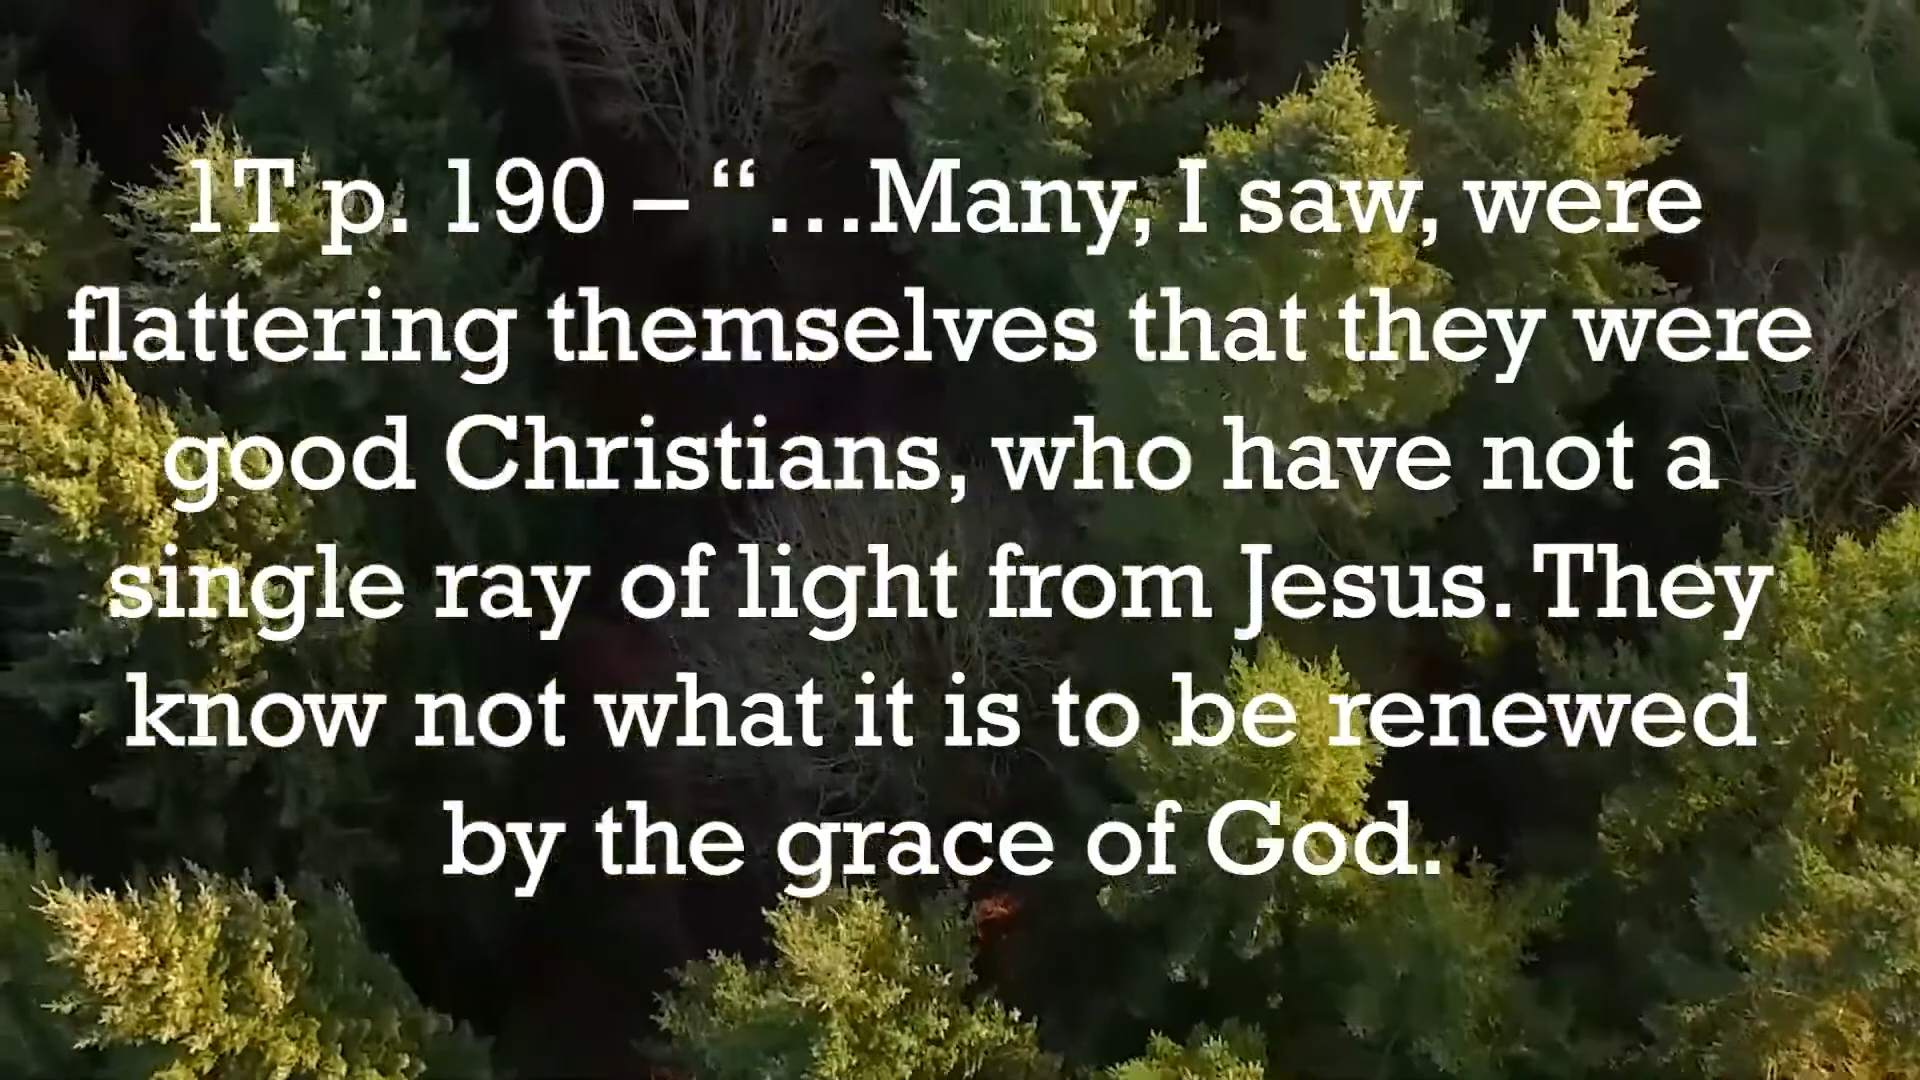 1T p. 190 – “…Many, I saw, were
flattering themselves that they were
good Christians, who have not a
single ray of light from Jesus. They
know not what it is to be renewed
by the grace of God.